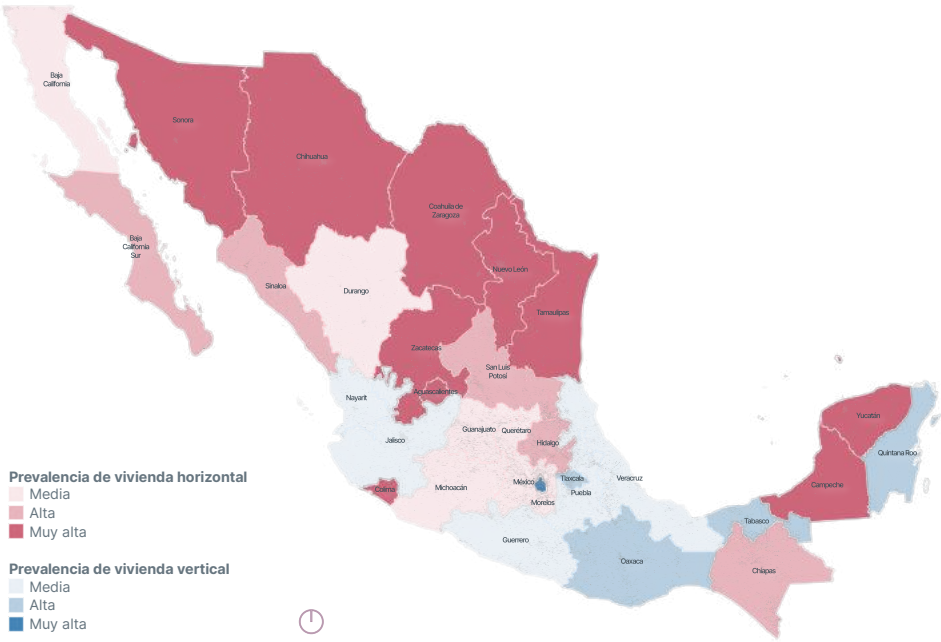 Baja
California
Sonora
Chihuahua
Coahuila de
Zaragoza
Baja
California
Sur
Nuevo León
Sinaloa
Durango
Tamaulipas
Zacatecas
San Luis
Potosí
Aguascalientes
Nayarit
Yucatán
Guanajuato
Querétaro
Jalisco
Hidalgo
Quintana Roo
Prevalencia de vivienda horizontal
Media
Alta
Muy alta
Colima
Michoacán
México
Tlaxcala
Puebla
Veracruz
Morelos
Campeche
Tabasco
Guerrero
Oaxaca
Chiapas
Prevalencia de vivienda vertical
Media
Alta
Muy alta